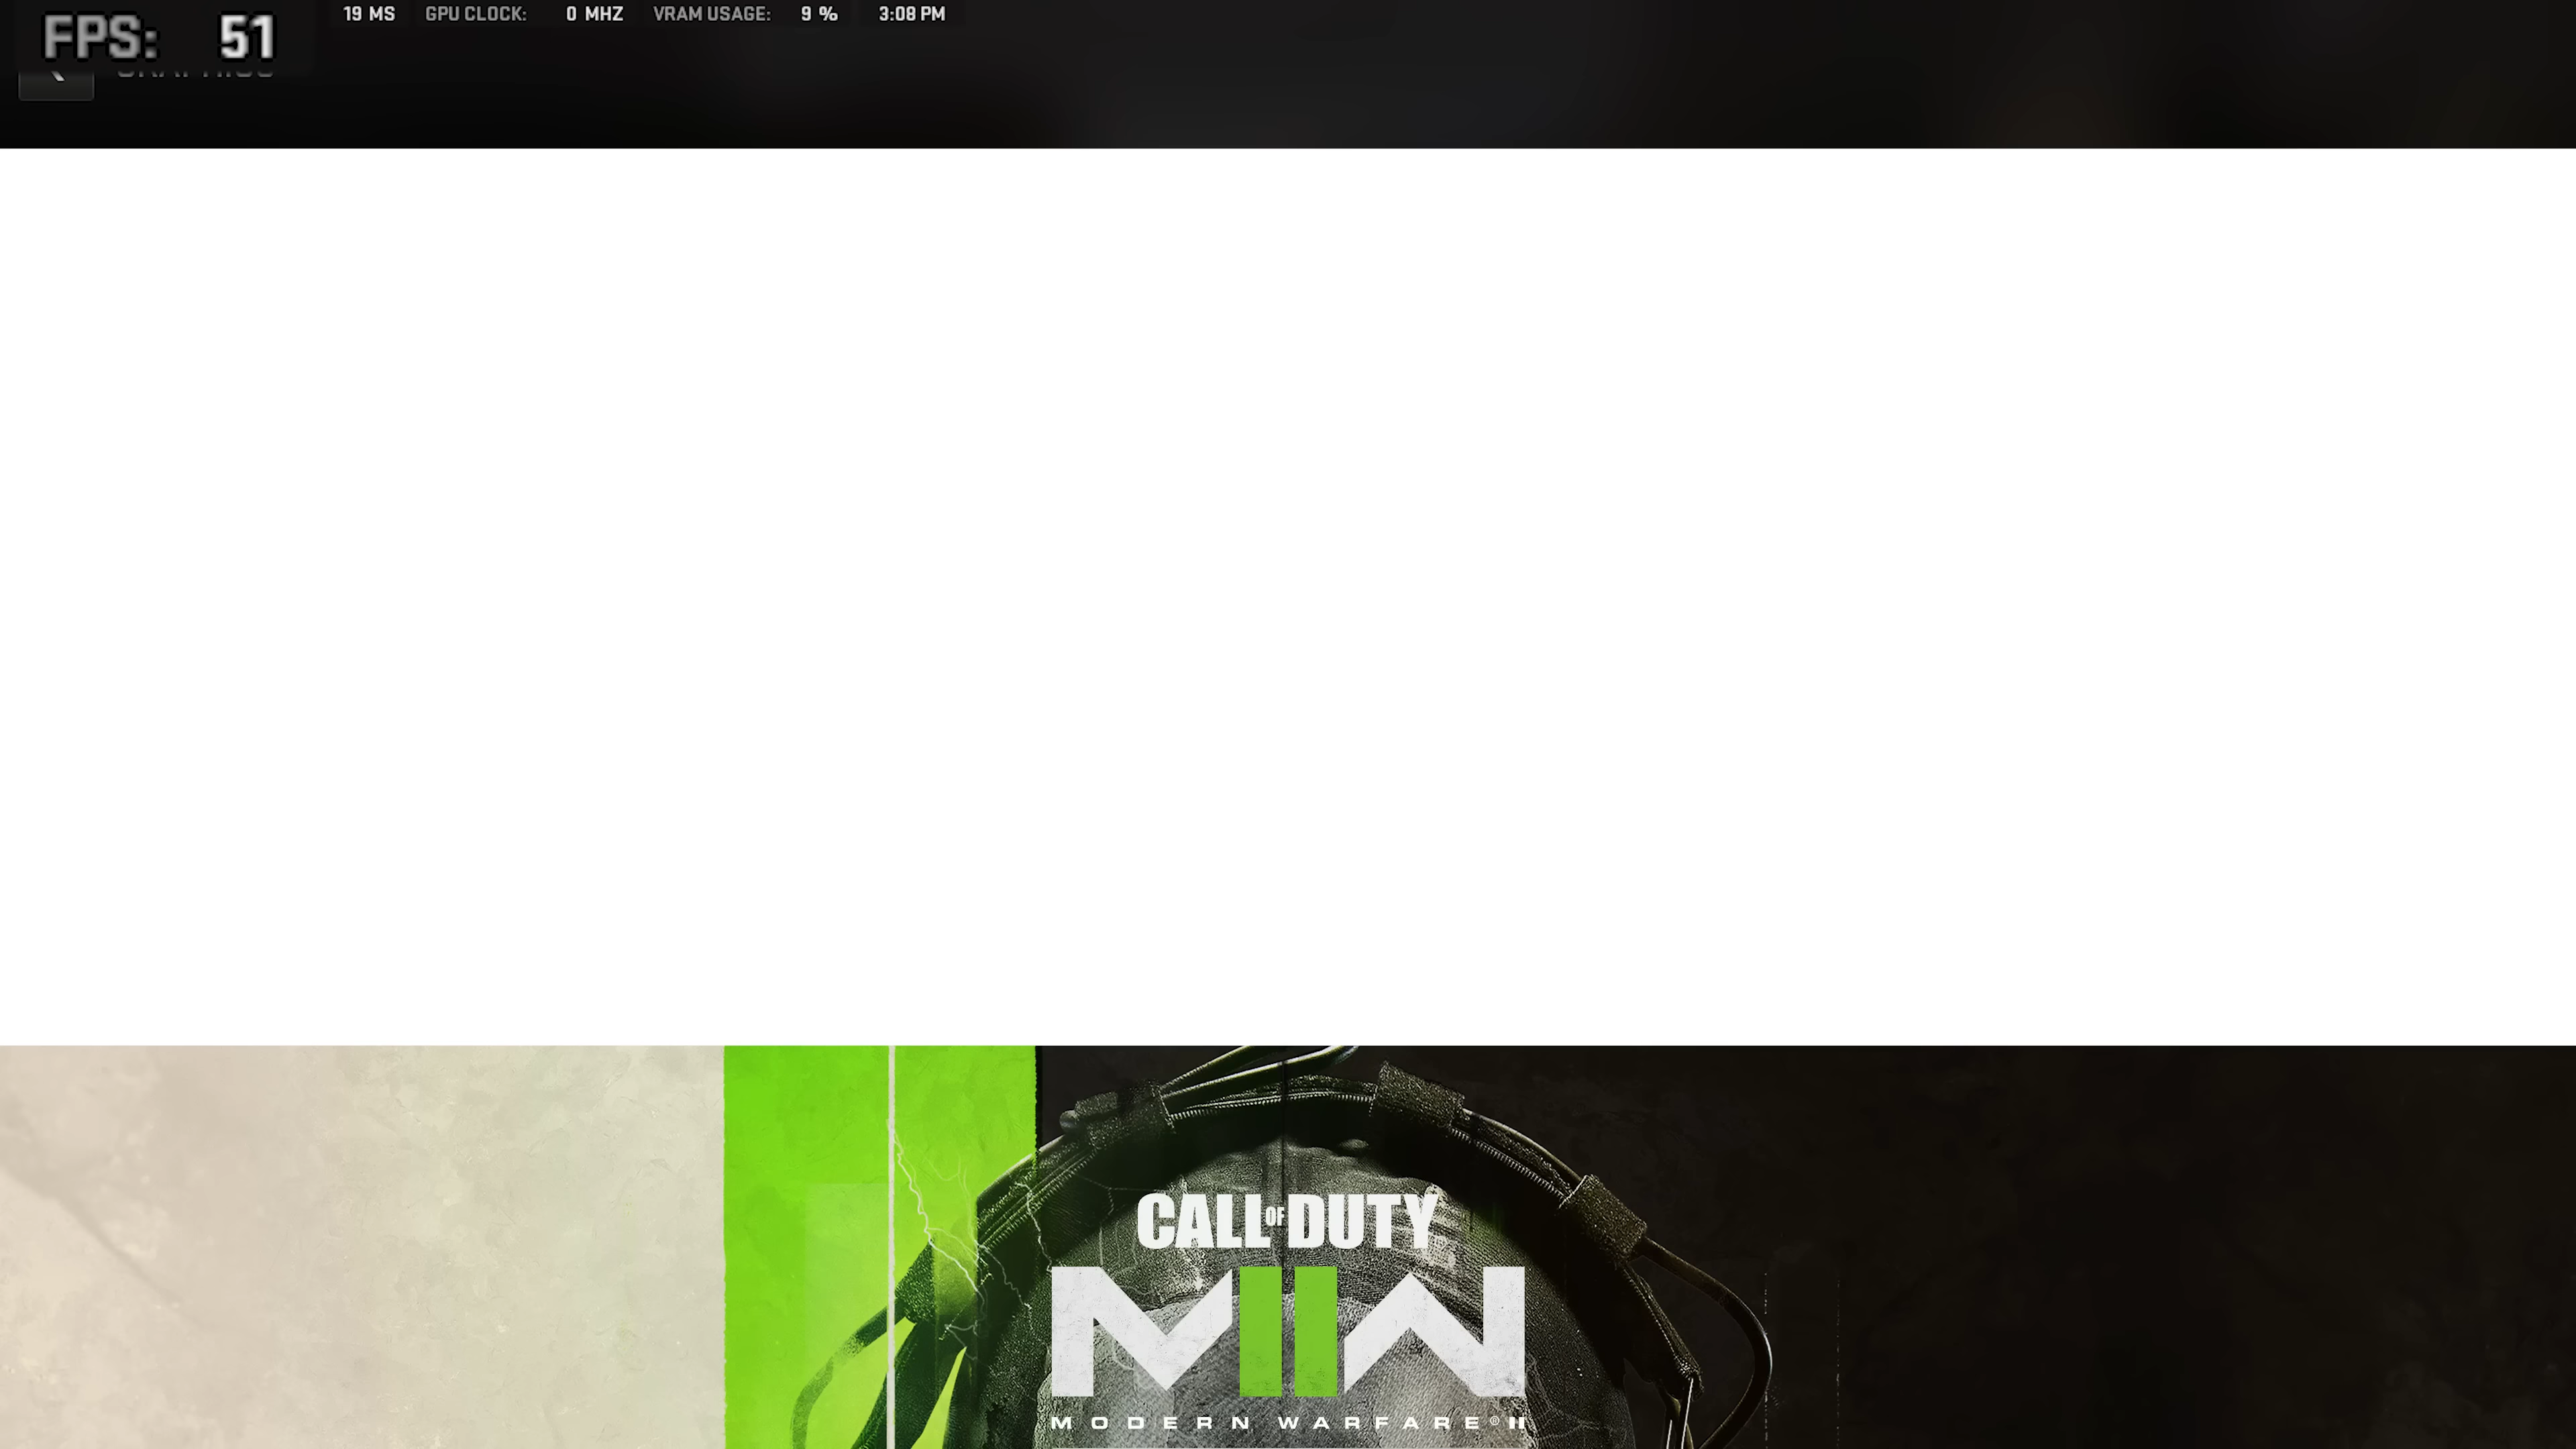 FPS: 51 19 MS GPU CLOCK: 0 MHZ VRAM USAGE: 9 % 3:08 PM
CALL OF DUTY
MIIW
MODERN WARFARE® II